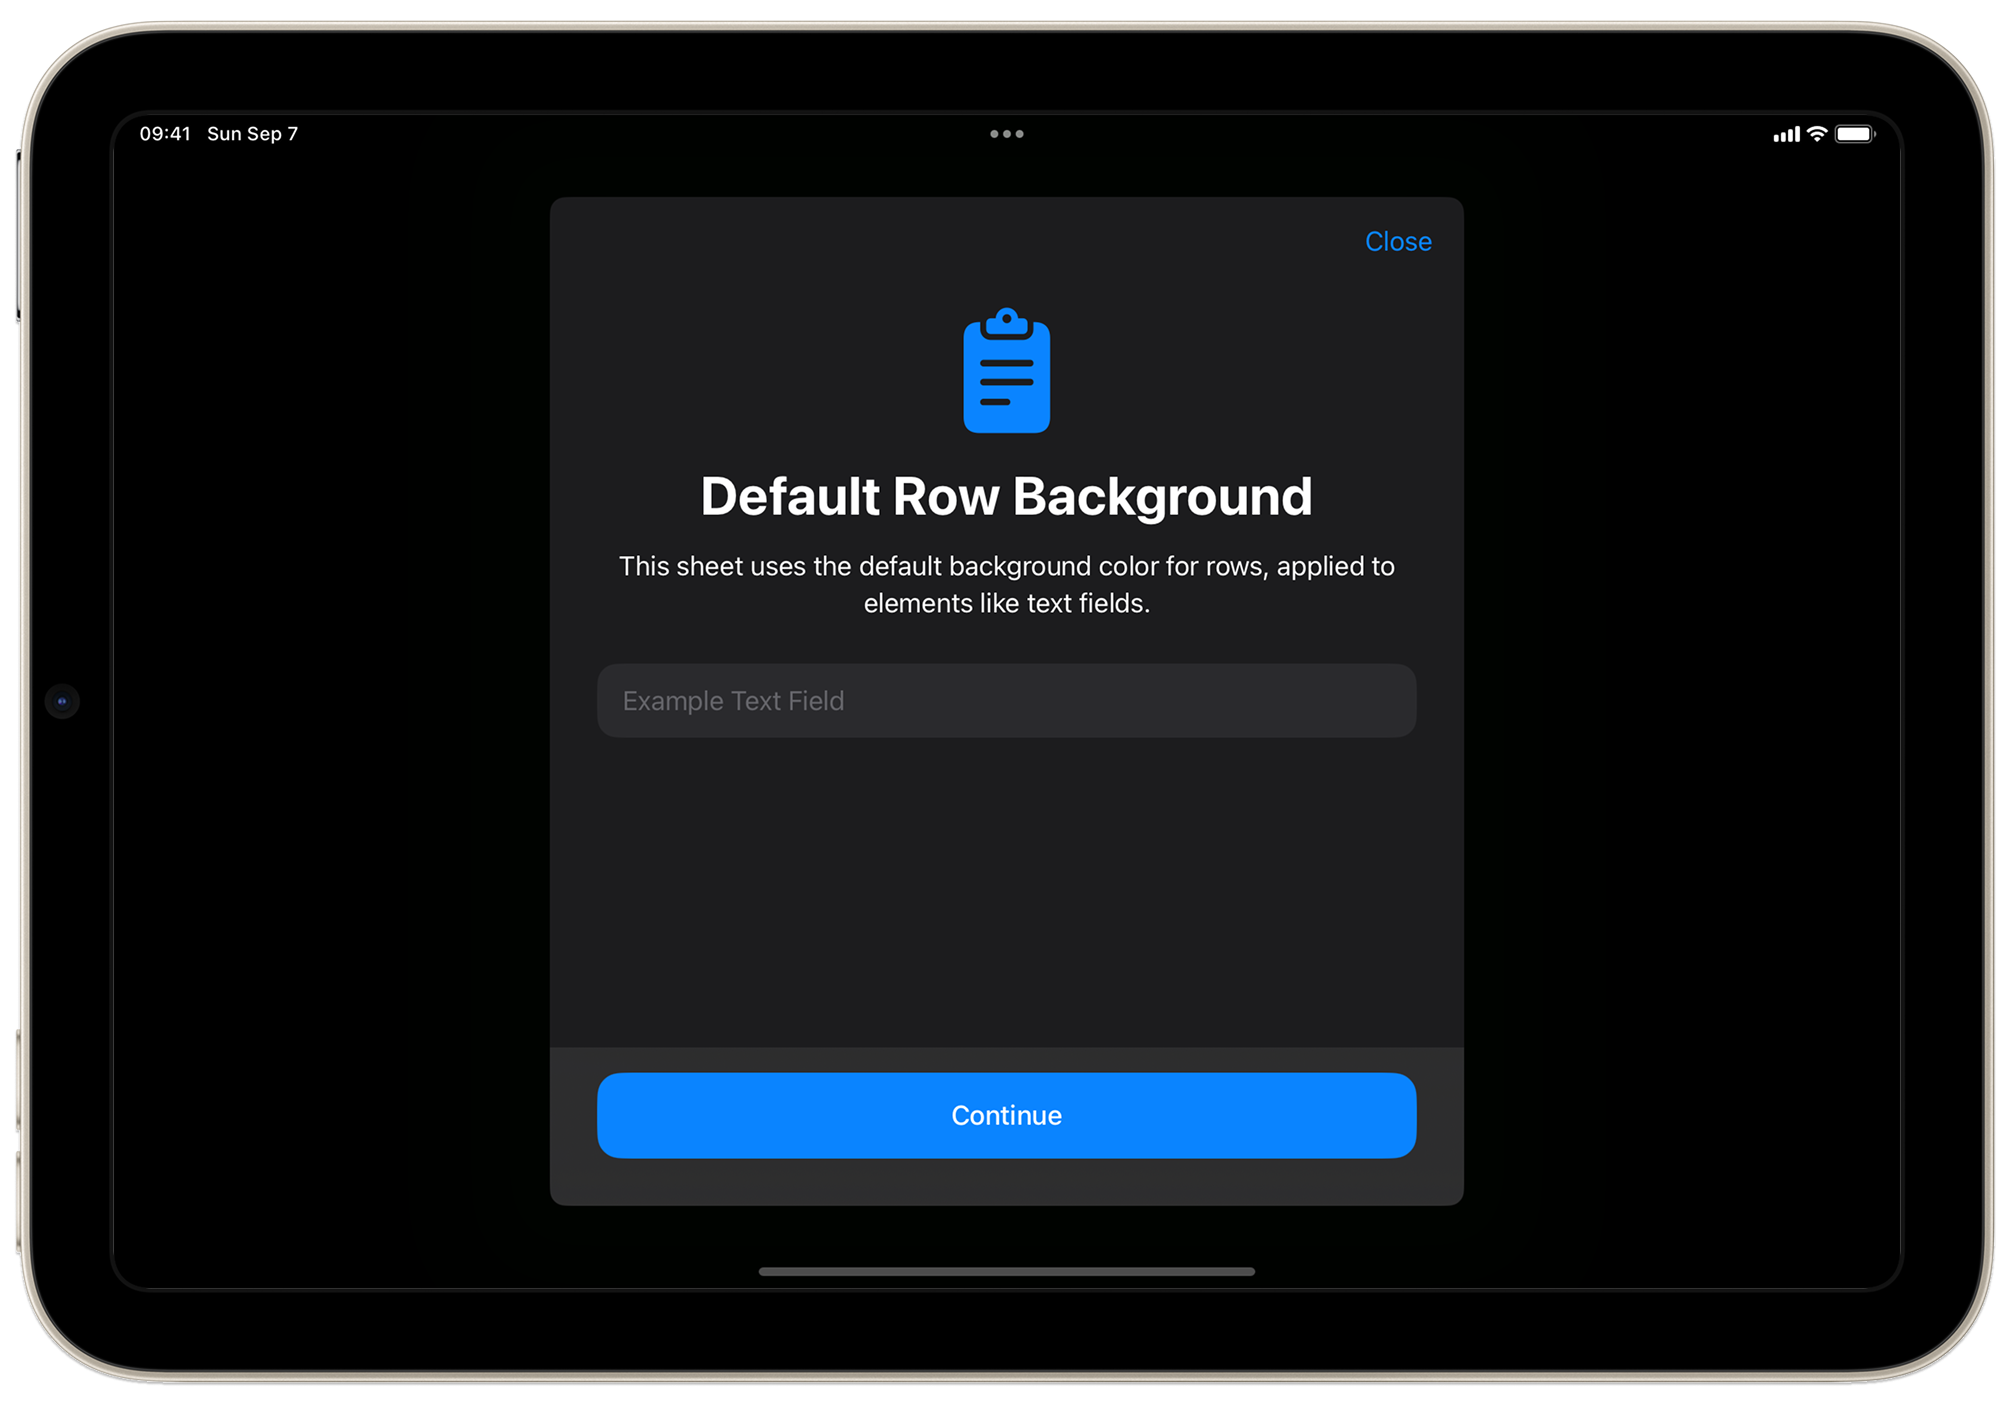 09:41 Sun Sep 7
Close
Default Row Background
This sheet uses the default background color for rows, applied to
elements like text fields.
Example Text Field
Continue